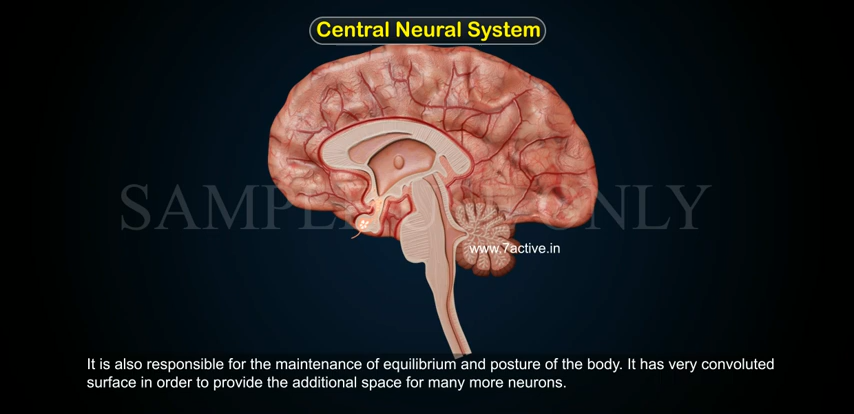 Central Neural System
SAMPLE USE ONLY
www.7active.in
It is also responsible for the maintenance of equilibrium and posture of the body. It has very convoluted
surface in order to provide the additional space for many more neurons.